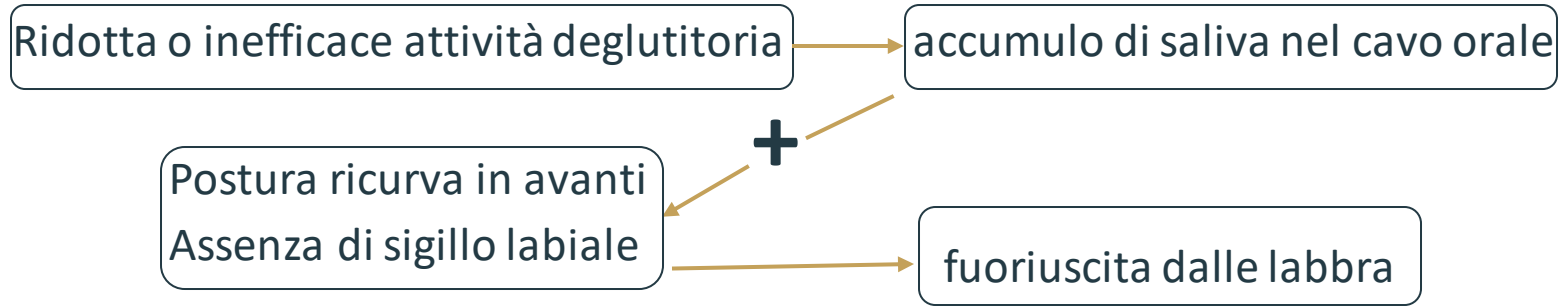 Ridotta o inefficace attività deglutitoria
accumulo di saliva nel cavo orale
+
Postura ricurva in avanti
Assenza di sigillo labiale
fuoriuscita dalle labbra